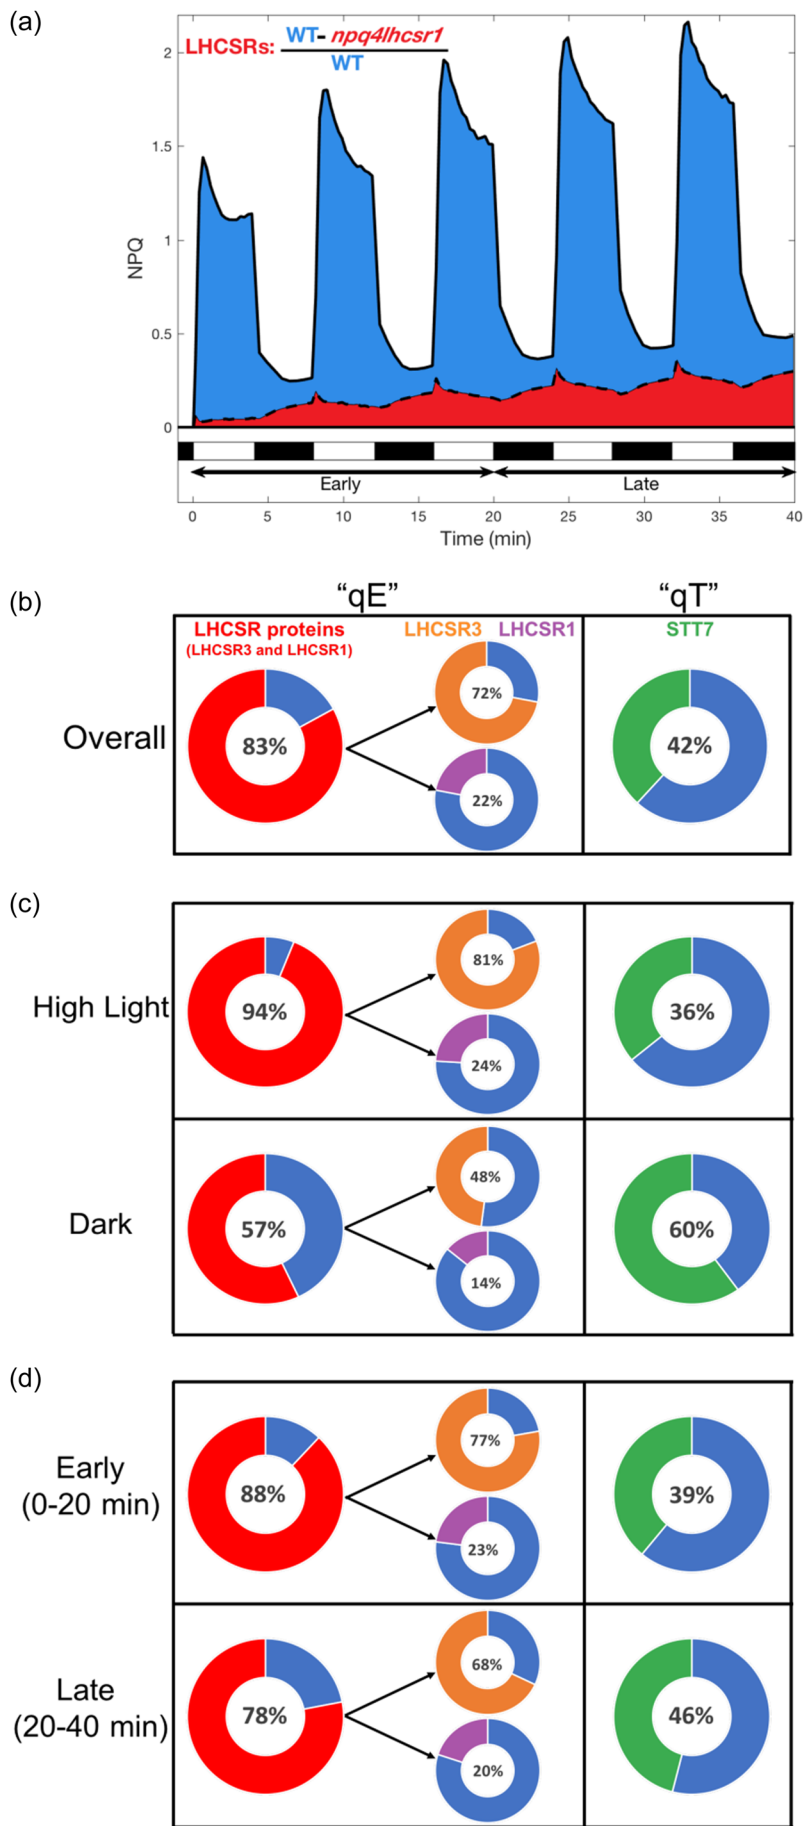 (a)
LHCSRs: WT- npq4lhcsr1
WT
2
1.5
1
0.5
0
NPQ
Early Late
0 5 10 15 20 25 30 35 40
Time (min)
(b)
“qE” “qT”
LHCSR proteins LHCSR3 LHCSR1 STT7
(LHCSR3 and LHCSR1)
Overall
83%
72%
22%
42%
(c)
High Light
94%
81%
24%
36%
Dark
57%
48%
14%
60%
(d)
Early
(0-20 min)
88%
77%
23%
39%
Late
(20-40 min)
78%
68%
20%
46%